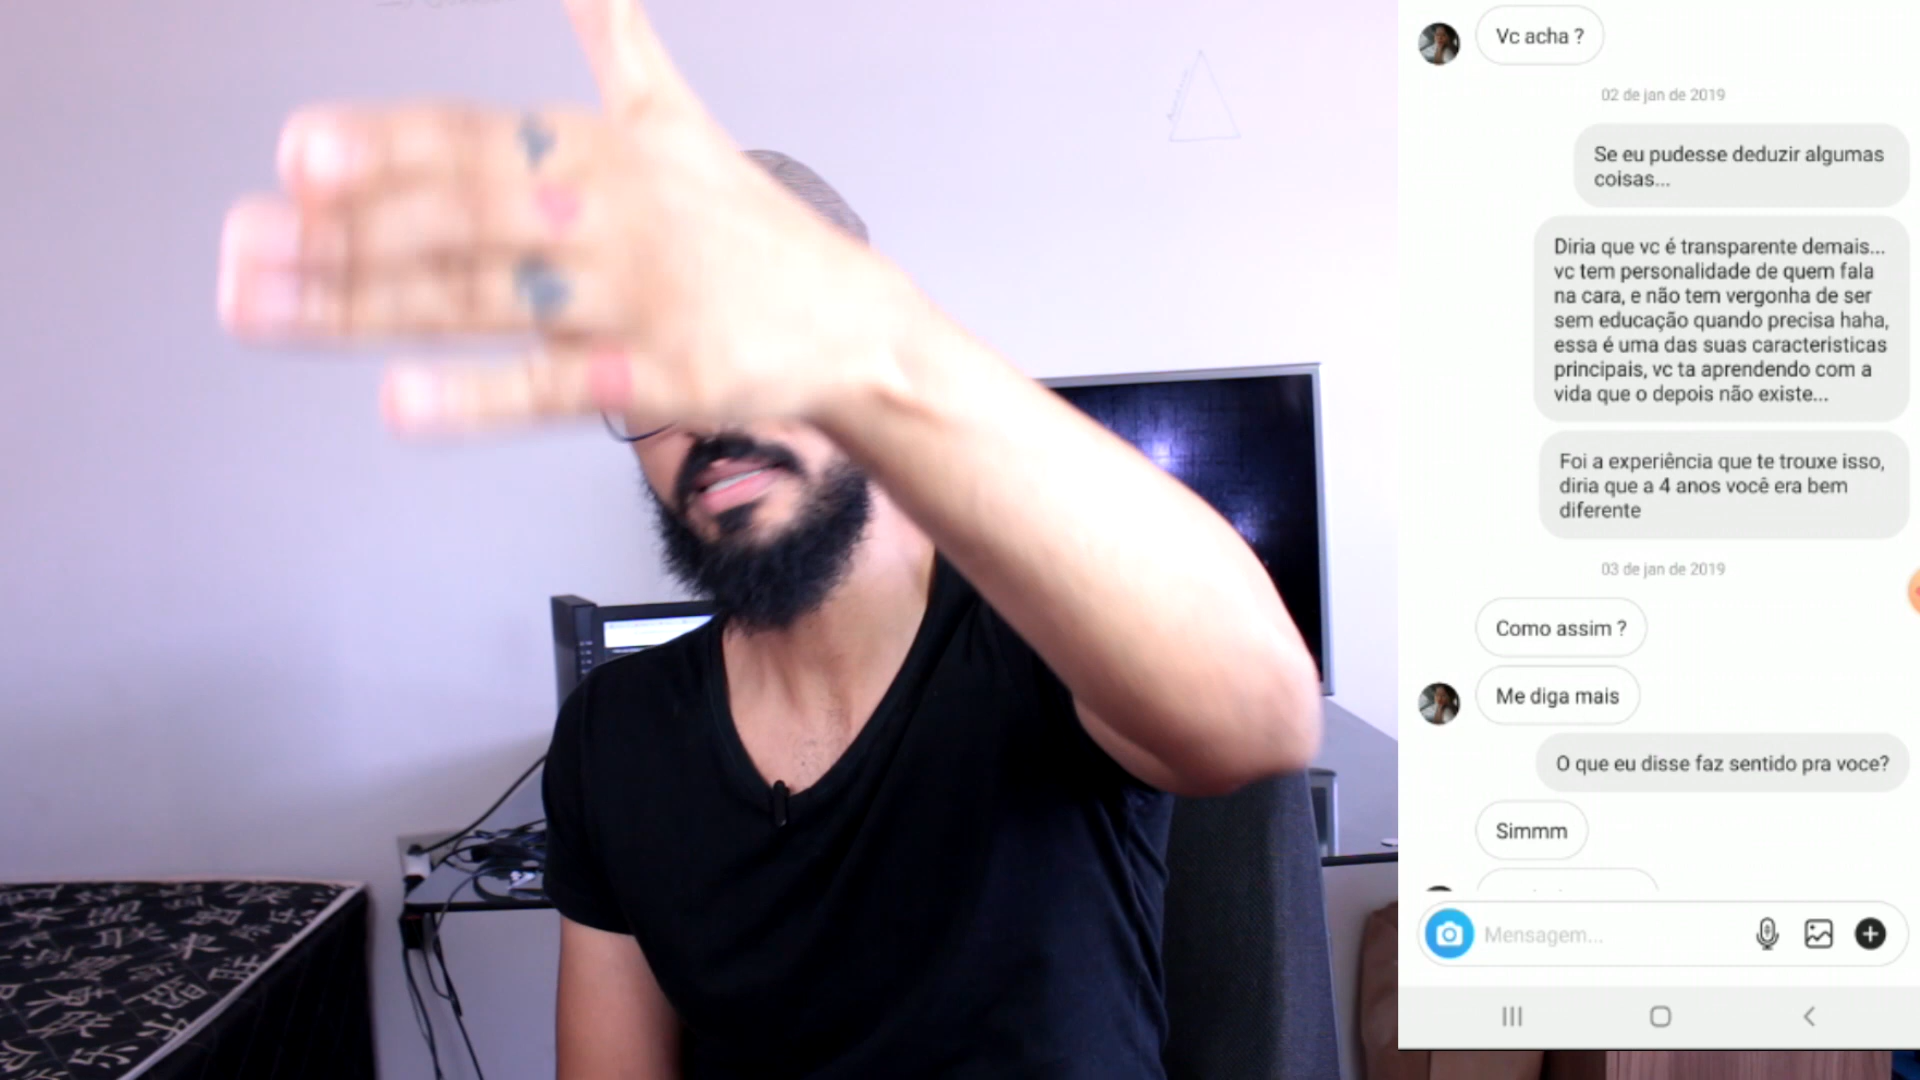 Vc acha ?
02 de jan de 2019
Se eu pudesse deduzir algumas
coisas...
Diria que vc é transparente demais...
vc tem personalidade de quem fala
na cara, e não tem vergonha de ser
sem educação quando precisa haha,
essa é uma das suas caracteristicas
principais, vc ta aprendendo com a
vida que o depois não existe...
Foi a experiência que te trouxe isso,
diria que a 4 anos você era bem
diferente
03 de jan de 2019
Como assim ?
Me diga mais
O que eu disse faz sentido pra voce?
Simmm
Mensagem...